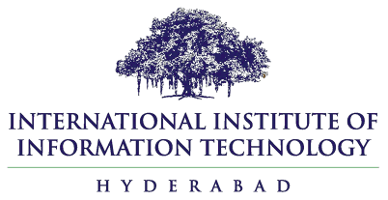 INTERNATIONAL INSTITUTE OF
INFORMATION TECHNOLOGY
HYDERABAD